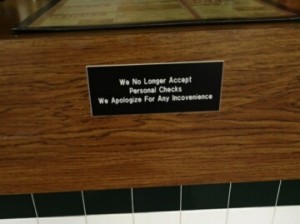 We No Longer Accept
Personal Checks
We Apologize For Any Incovenience